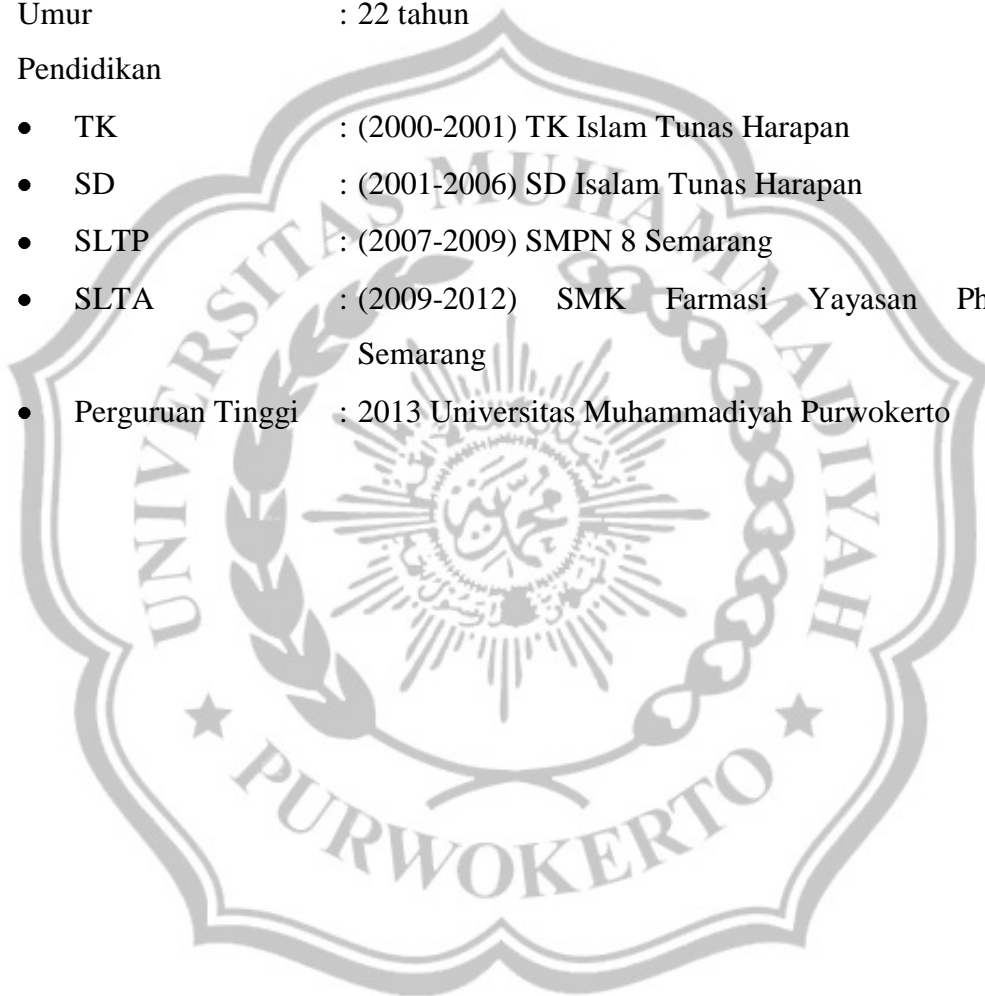 Umur : 22 tahun
Pendidikan
• TK : (2000-2001) TK Islam Tunas Harapan
• SD : (2001-2006) SD Isalam Tunas Harapan
• SLTP : (2007-2009) SMPN 8 Semarang
• SLTA : (2009-2012) SMK Farmasi Yayasan Ph
Semarang
• Perguruan Tinggi : 2013 Universitas Muhammadiyah Purwokerto
UNIVERSITAS MUHAMMADIYAH
PURWOKERTO